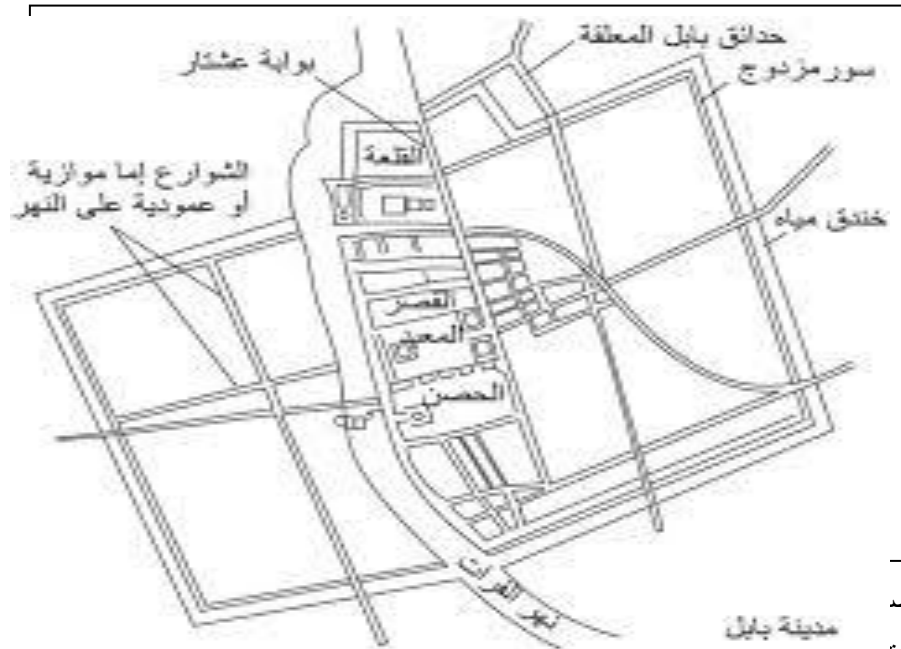 حدائق بابل المعلقة
بوابة عشتار
سور مزدوج
القلعة
الشوارع إما موازية
أو عمودية على النهر
خندق مياه
القصر
المعبد
الحصن
نهر الفرات
مدينة بابل